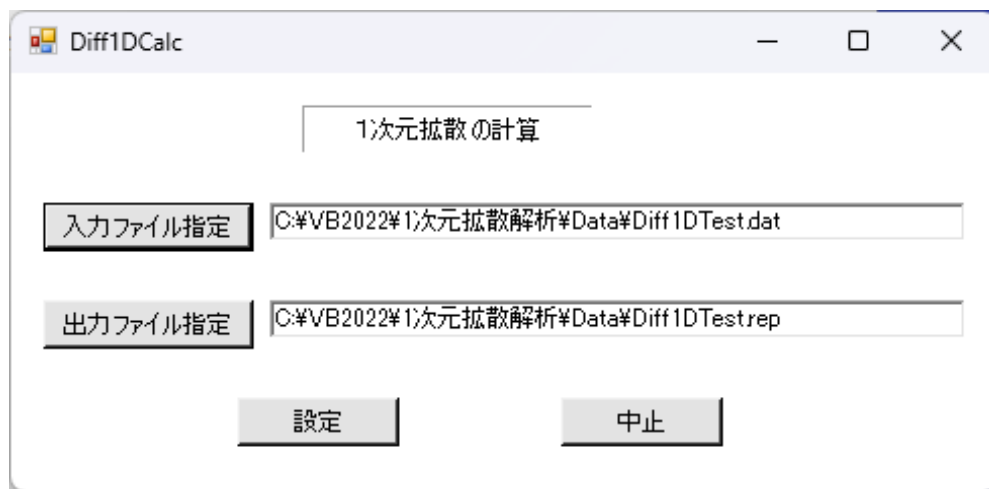 Diff1DCalc
1次元拡散の計算
入力ファイル指定 C:¥VB2022¥1次元拡散解析¥Data¥Diff1DTest.dat
出力ファイル指定 C:¥VB2022¥1次元拡散解析¥Data¥Diff1DTest.rep
設定 中止